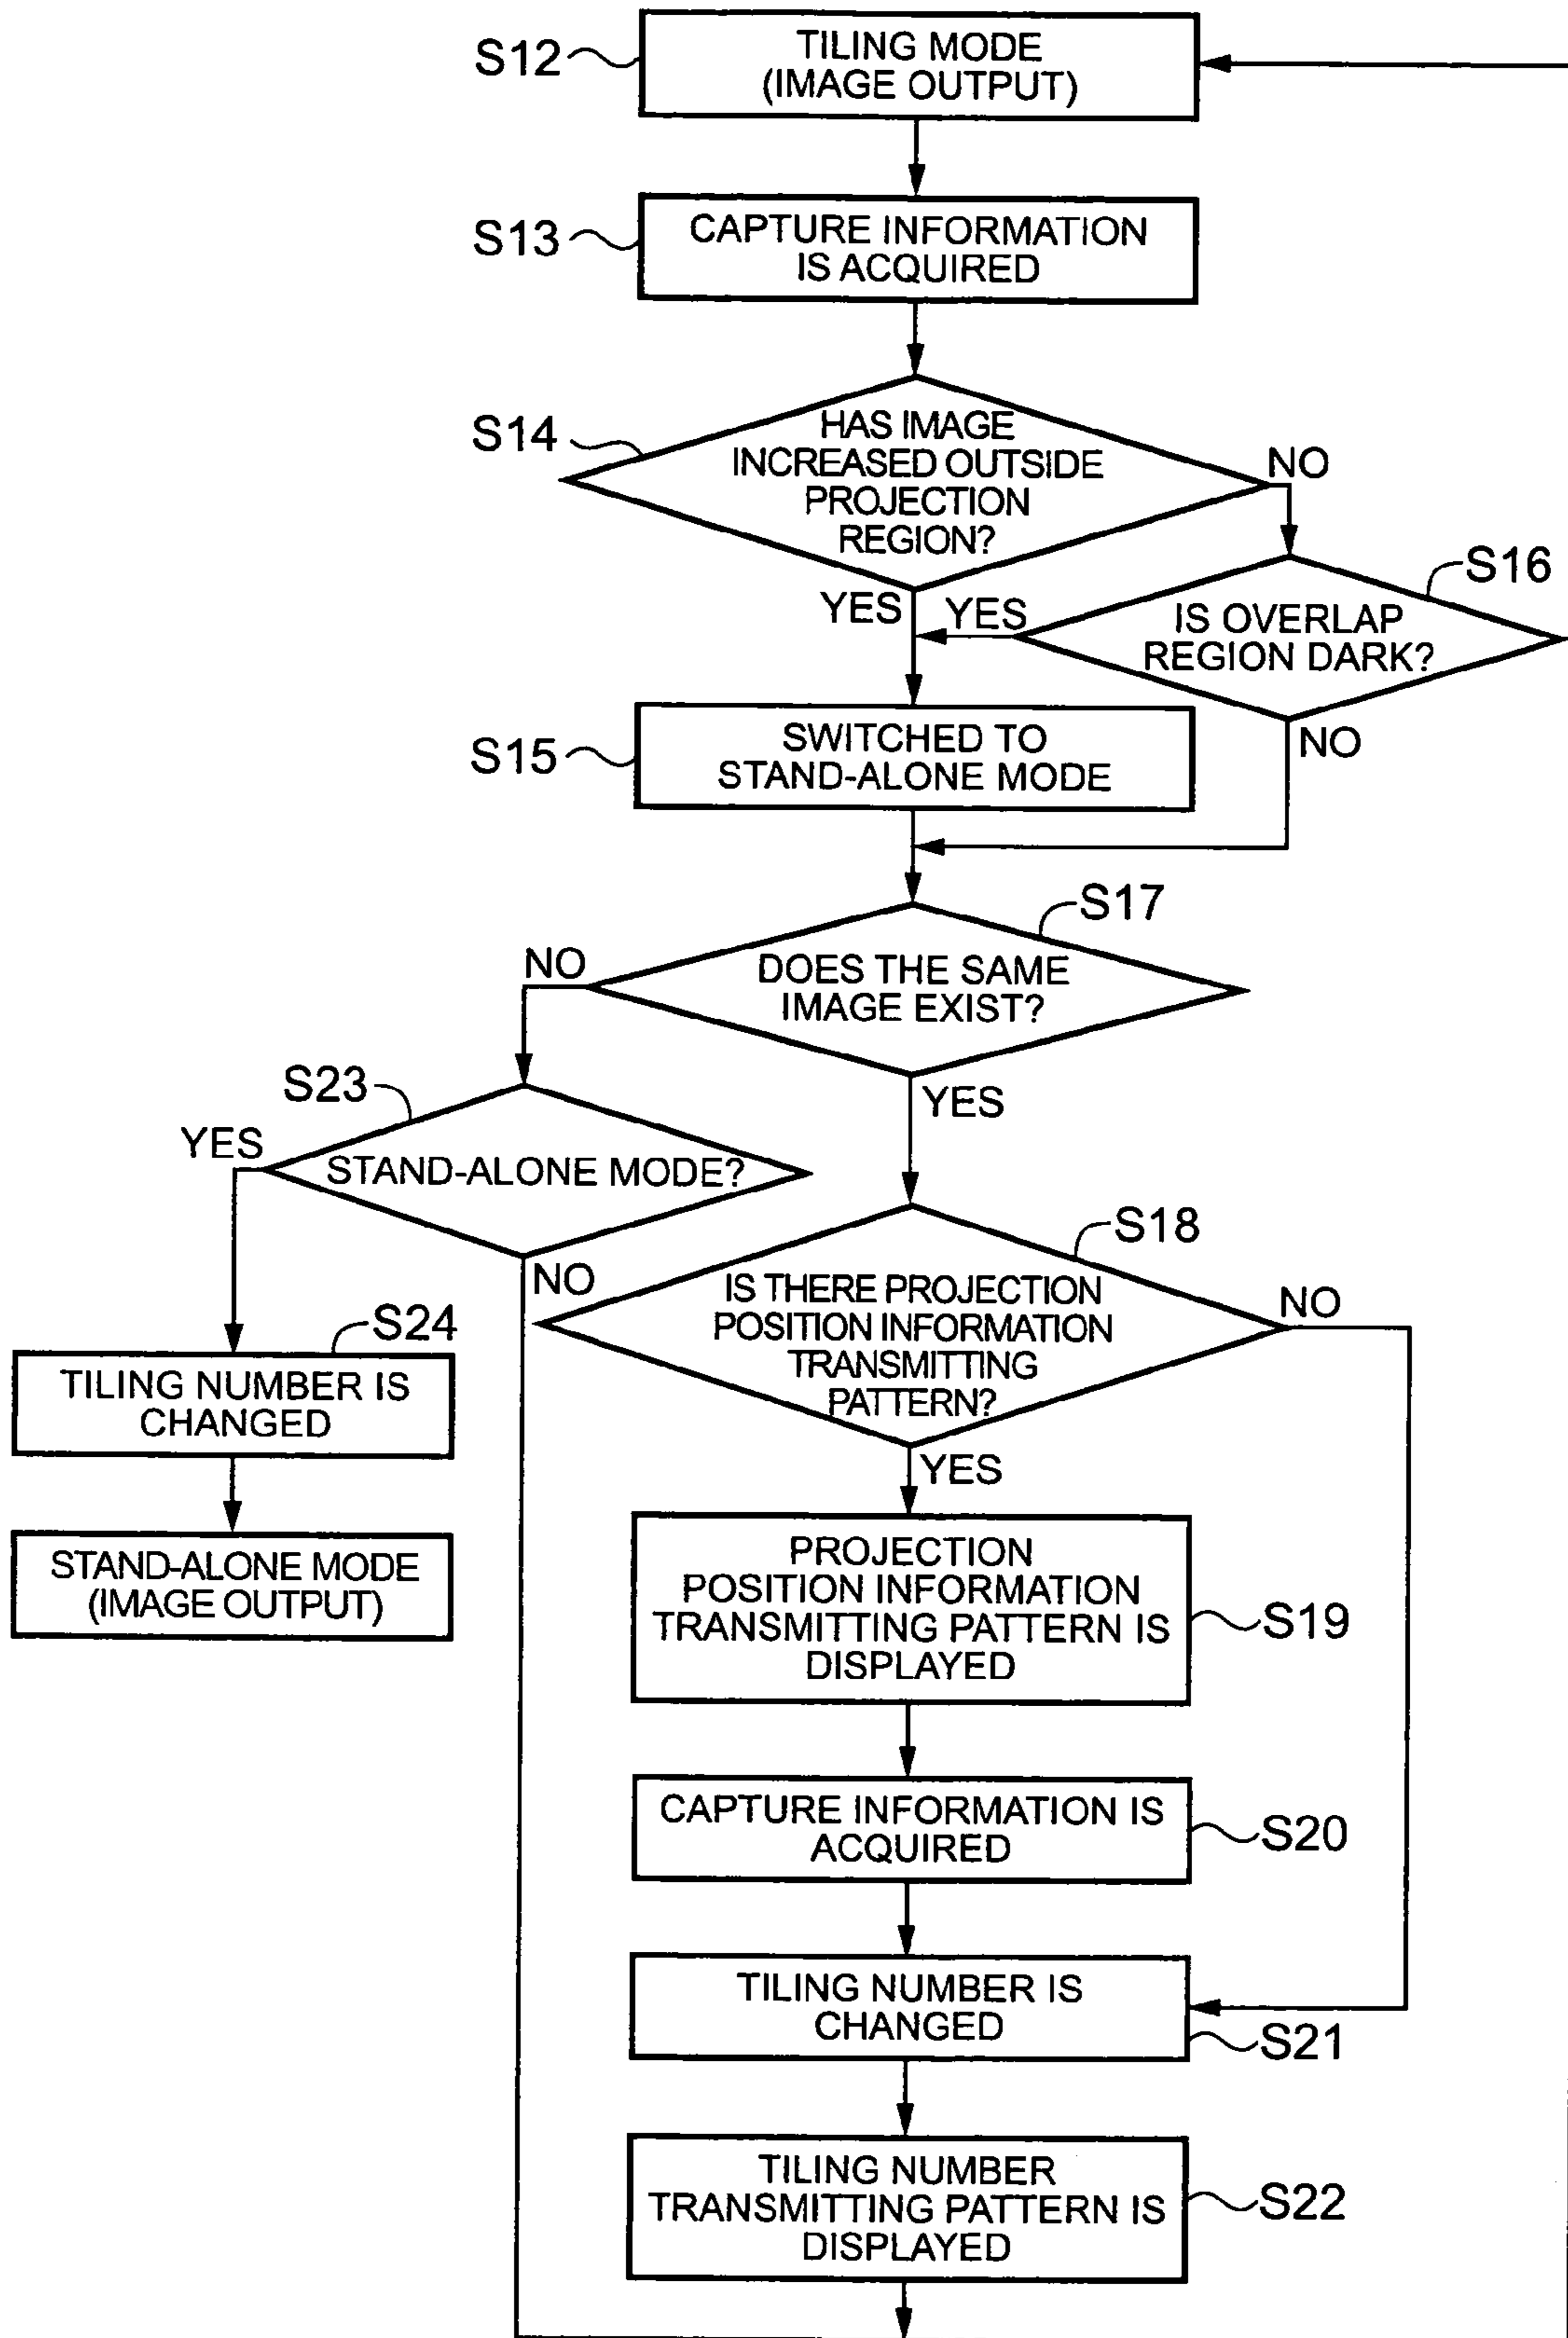 S12
TILING MODE
(IMAGE OUTPUT)
S13
CAPTURE INFORMATION
IS ACQUIRED
S14
HAS IMAGE
INCREASED OUTSIDE
PROJECTION
REGION?
NO
S16
YES
YES
IS OVERLAP
REGION DARK?
NO
S15
SWITCHED TO
STAND-ALONE MODE
S17
NO
DOES THE SAME
IMAGE EXIST?
YES
S23
YES
STAND-ALONE MODE?
NO
S18
IS THERE PROJECTION
POSITION INFORMATION
TRANSMITTING
PATTERN?
NO
YES
S24
TILING NUMBER IS
CHANGED
STAND-ALONE MODE
(IMAGE OUTPUT)
PROJECTION
POSITION INFORMATION
TRANSMITTING PATTERN IS
DISPLAYED
S19
CAPTURE INFORMATION IS
ACQUIRED
S20
TILING NUMBER IS
CHANGED
S21
TILING NUMBER
TRANSMITTING PATTERN IS
DISPLAYED
S22